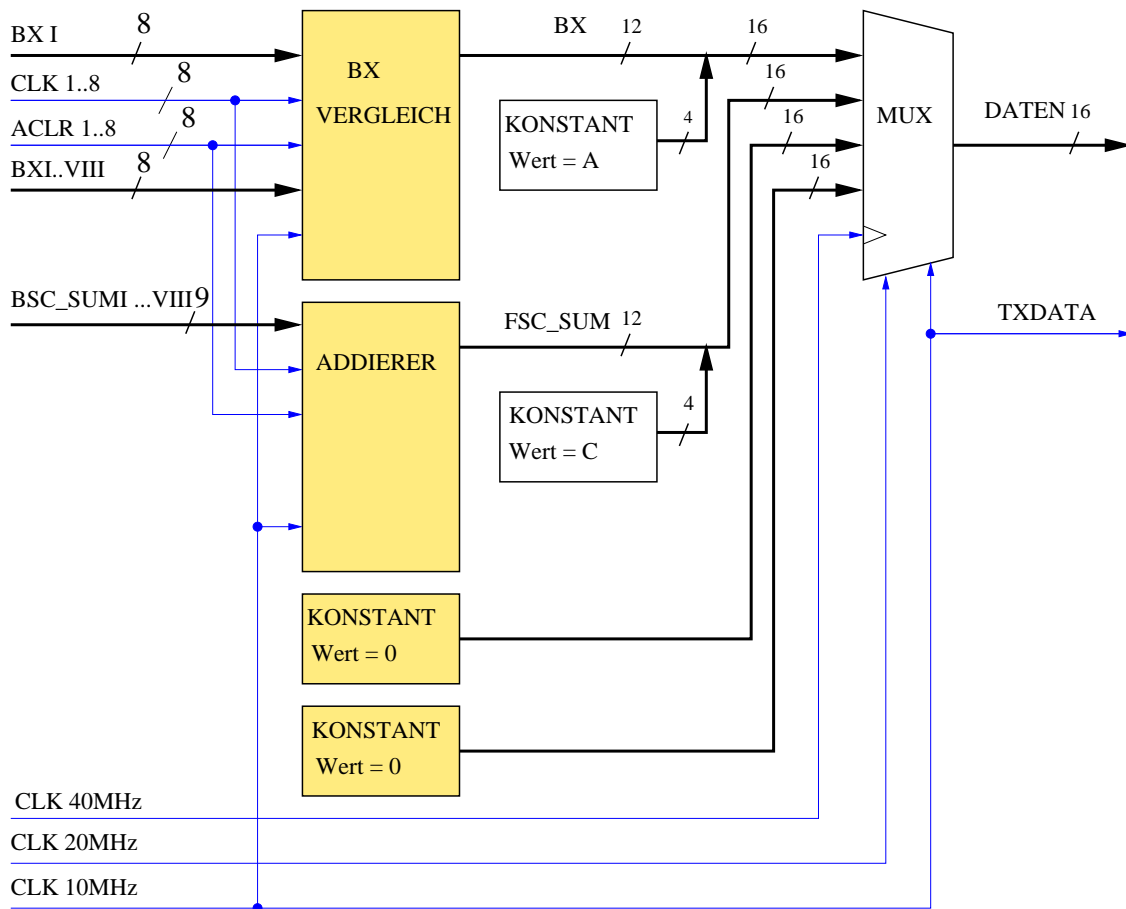 BX I
8
BX
VERGLEICH
BX
12
16
CLK 1..8
8
16
ACLR 1..8
8
KONSTANT
Wert = A
4
16
BXI..VIII
8
16
MUX
DATEN 16
BSC_SUMI ...VIII 9
ADDIERER
FSC_SUM
12
TXDATA
KONSTANT
Wert = C
4
KONSTANT
Wert = 0
KONSTANT
Wert = 0
CLK 40MHz
CLK 20MHz
CLK 10MHz